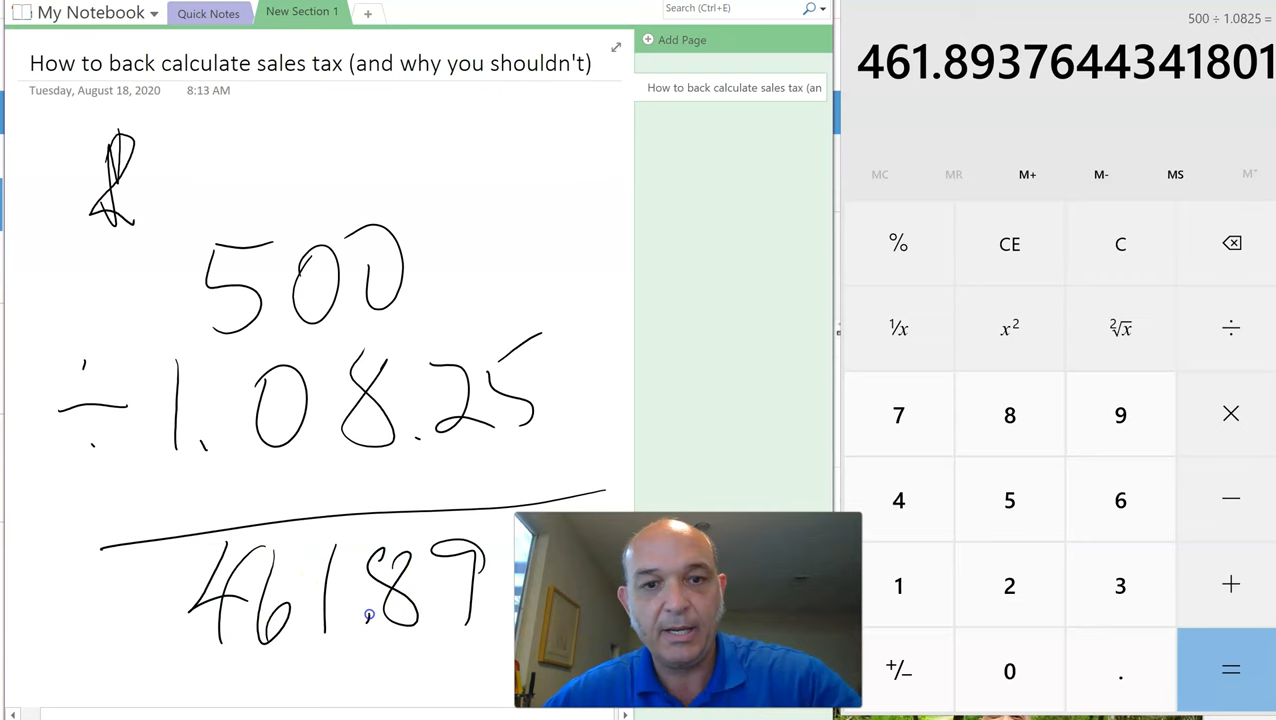 My Notebook
Quick Notes
New Section 1
+
Search (Ctrl+E)
Add Page
How to back calculate sales tax (and why you shouldn't)
Tuesday, August 18, 2020 8:13 AM
How to back calculate sales tax (an
$
500
÷1.08.25
461.89
500 ÷ 1.0825 =
461.8937644341801
MC MR M+ M- MS M˅
% CE C
¹/x x² ²√x ÷
7 8 9 ×
4 5 6 −
1 2 3 +
+/− 0 . =